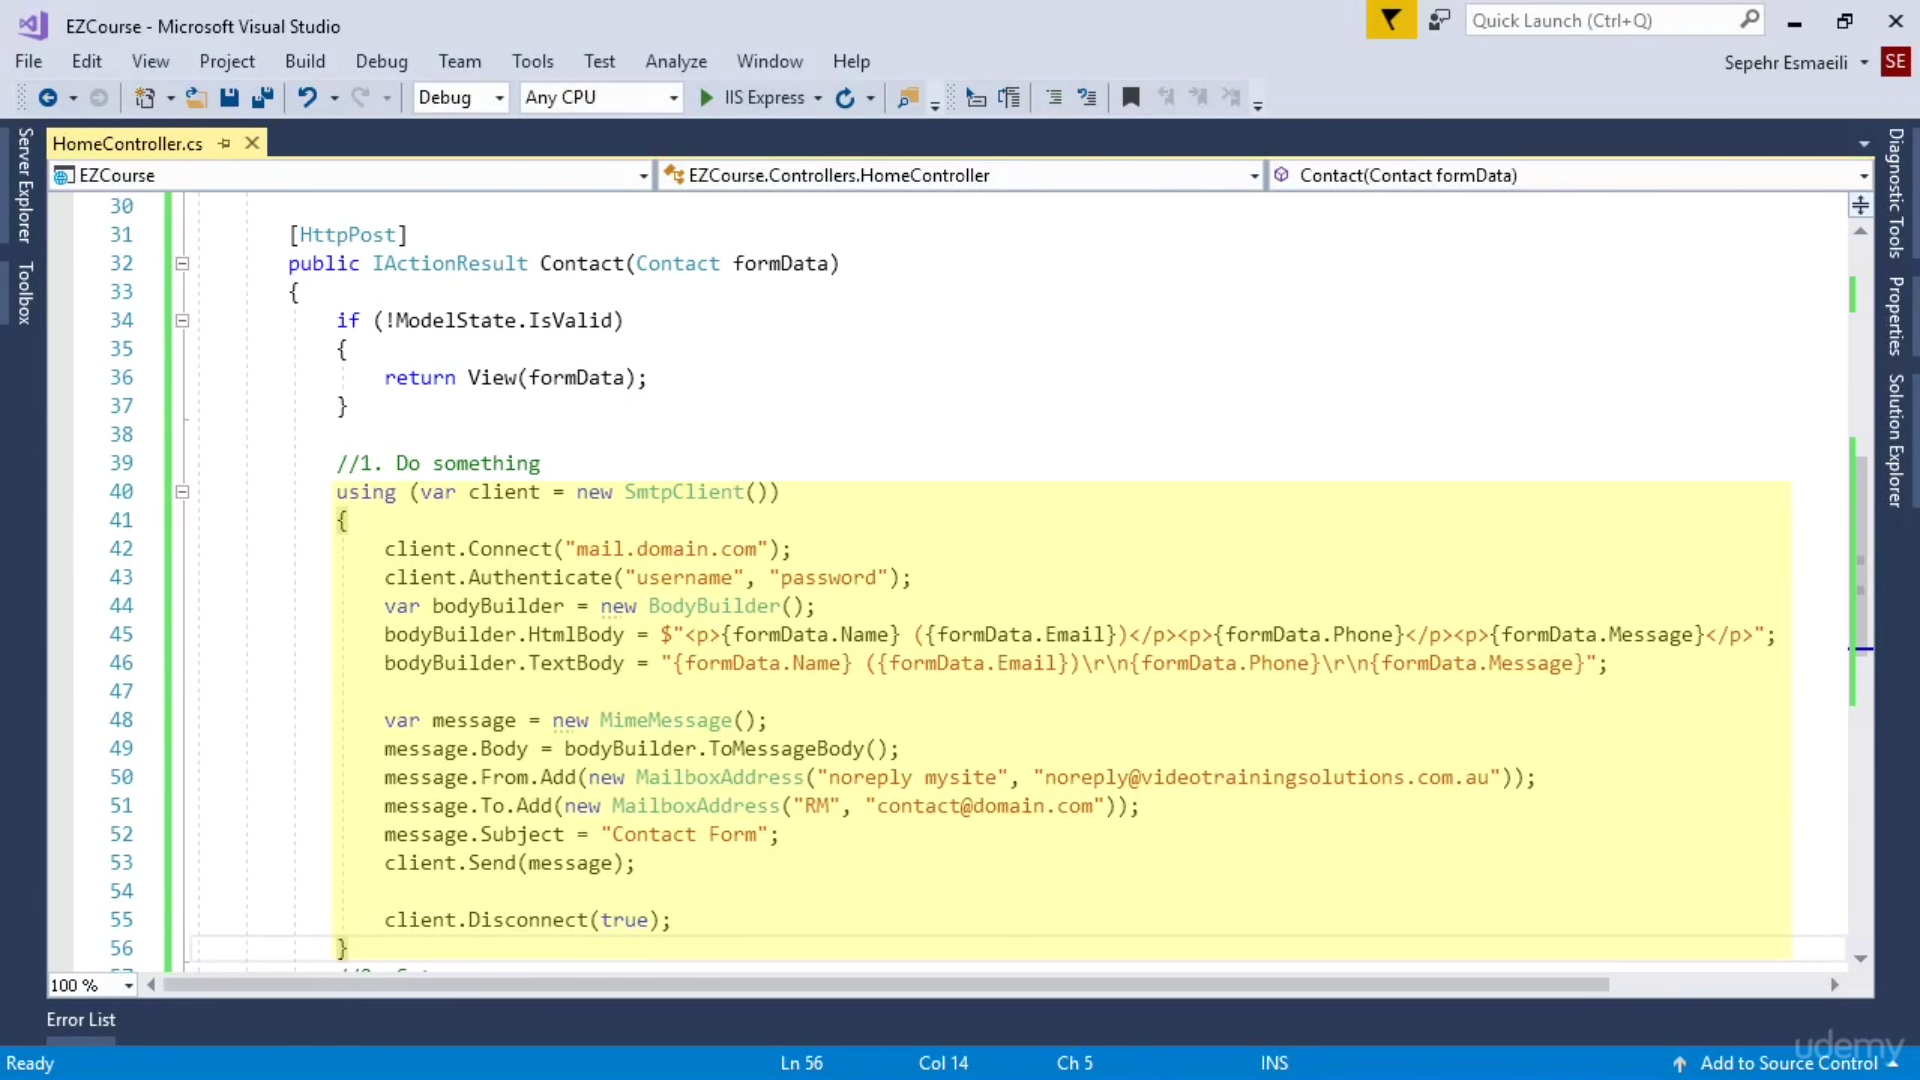 EZCourse - Microsoft Visual Studio
Quick Launch (Ctrl+Q)
File Edit View Project Build Debug Team Tools Test Analyze Window Help
Sepehr Esmaeili SE
Debug Any CPU IIS Express
Server Explorer
Toolbox
HomeController.cs
EZCourse EZCourse.Controllers.HomeController Contact(Contact formData)
30
31 [HttpPost]
32 public IActionResult Contact(Contact formData)
33 {
34 if (!ModelState.IsValid)
35 {
36 return View(formData);
37 }
38
39 //1. Do something
40 using (var client = new SmtpClient())
41 {
42 client.Connect("mail.domain.com");
43 client.Authenticate("username", "password");
44 var bodyBuilder = new BodyBuilder();
45 bodyBuilder.HtmlBody = $"<p>{formData.Name} ({formData.Email})</p><p>{formData.Phone}</p><p>{formData.Message}</p>";
46 bodyBuilder.TextBody = "{formData.Name} ({formData.Email})\r\n{formData.Phone}\r\n{formData.Message}";
47
48 var message = new MimeMessage();
49 message.Body = bodyBuilder.ToMessageBody();
50 message.From.Add(new MailboxAddress("noreply mysite", "noreply@videotrainingsolutions.com.au"));
51 message.To.Add(new MailboxAddress("RM", "contact@domain.com"));
52 message.Subject = "Contact Form";
53 client.Send(message);
54
55 client.Disconnect(true);
56 }
Diagnostic Tools
Properties
Solution Explorer
100 %
Error List
Ready Ln 56 Col 14 Ch 5 INS Add to Source Control
udemy